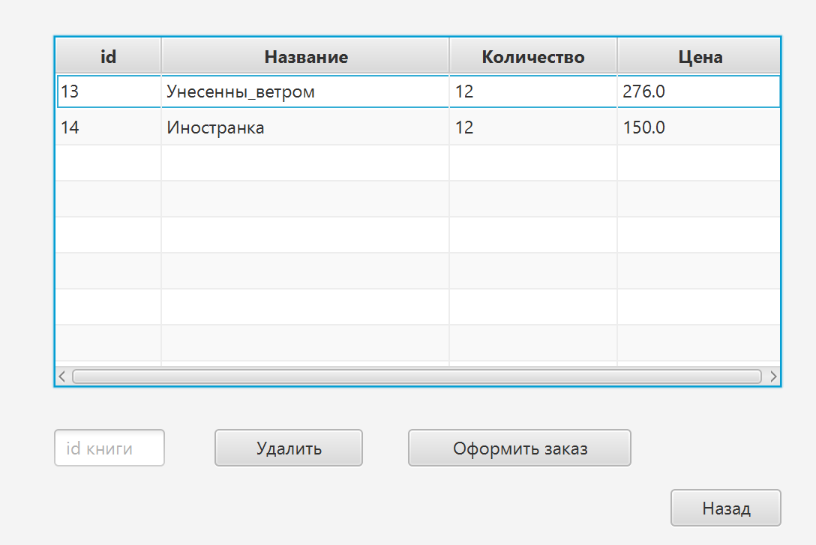 id Название Количество Цена
13 Унесенны_ветром 12 276.0
14 Иностранка 12 150.0
id книги Удалить Оформить заказ
Назад